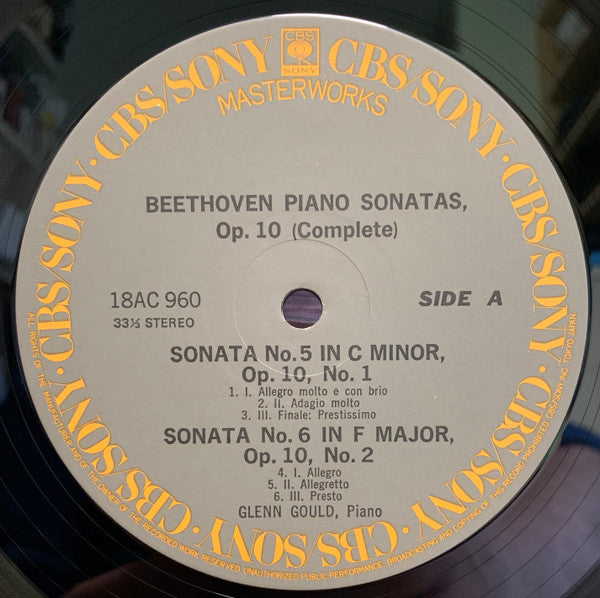 CBS/SONY · CBS/SONY · CBS/SONY · CBS/SONY · CBS/SONY · CBS/SONY · CBS/SONY · CBS/SONY
CBS
SONY
MASTERWORKS
BEETHOVEN PIANO SONATAS,
Op. 10 (Complete)
18AC 960
SIDE A
33⅓ STEREO
SONATA No. 5 IN C MINOR,
Op. 10, No. 1
1. I. Allegro molto e con brio
2. II. Adagio molto
3. III. Finale: Prestissimo
SONATA No. 6 IN F MAJOR,
Op. 10, No. 2
4. I. Allegro
5. II. Allegretto
6. III. Presto
GLENN GOULD, Piano
ALL RIGHTS OF THE MANUFACTURER AND OF THE OWNER OF THE RECORDED WORK RESERVED. UNAUTHORIZED PUBLIC PERFORMANCE, BROADCASTING AND COPYING OF THIS RECORD PROHIBITED CBS/SONY INC. TOKYO JAPAN.